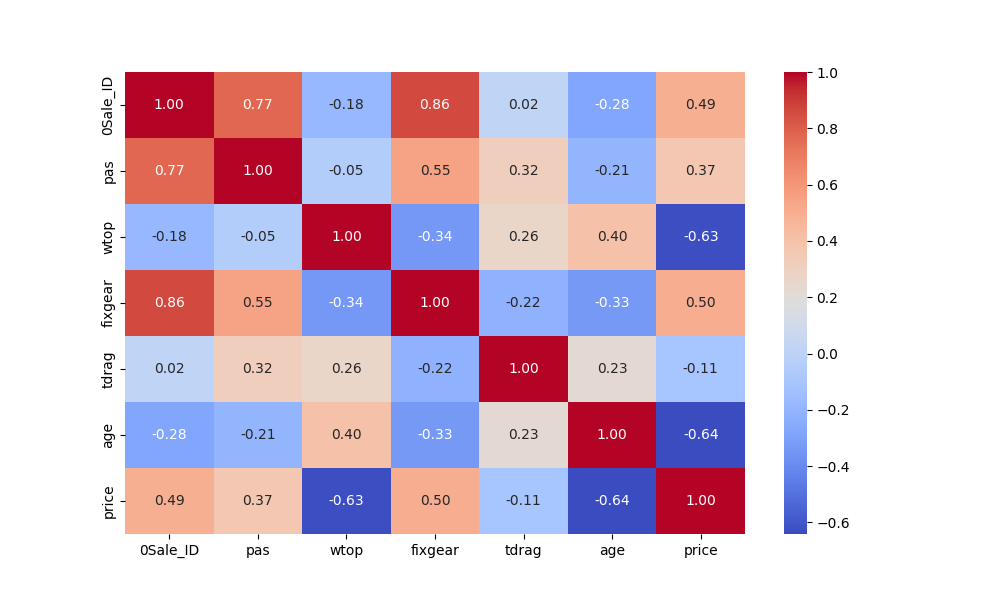 0Sale_ID 1.00 0.77 -0.18 0.86 0.02 -0.28 0.49
pas 0.77 1.00 -0.05 0.55 0.32 -0.21 0.37
wtop -0.18 -0.05 1.00 -0.34 0.26 0.40 -0.63
fixgear 0.86 0.55 -0.34 1.00 -0.22 -0.33 0.50
tdrag 0.02 0.32 0.26 -0.22 1.00 0.23 -0.11
age -0.28 -0.21 0.40 -0.33 0.23 1.00 -0.64
price 0.49 0.37 -0.63 0.50 -0.11 -0.64 1.00
0Sale_ID pas wtop fixgear tdrag age price
1.0
0.8
0.6
0.4
0.2
0.0
−0.2
−0.4
−0.6